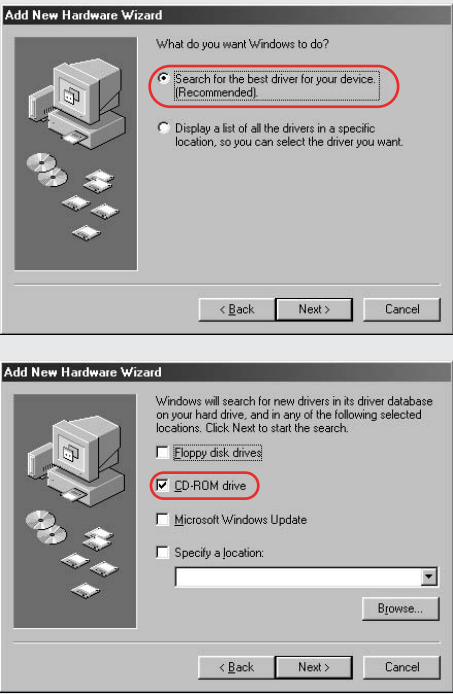 Add New Hardware Wizard
What do you want Windows to do?
Search for the best driver for your device.
(Recommended).
Display a list of all the drivers in a specific
location, so you can select the driver you want.
< Back
Next >
Cancel
Add New Hardware Wizard
Windows will search for new drivers in its driver database
on your hard drive, and in any of the following selected
locations. Click Next to start the search.
Floppy disk drives
CD-ROM drive
Microsoft Windows Update
Specify a location:
Browse...
< Back
Next >
Cancel